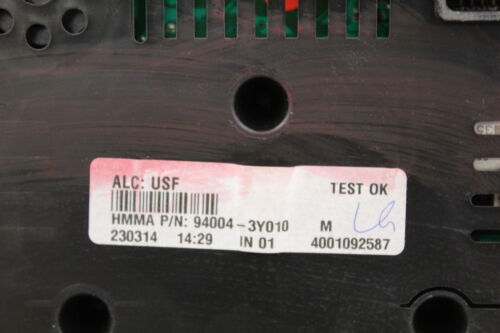 ALC: USF TEST OK
HMMA P/N: 94004-3Y010 M
230314 14:29 IN 01 4001092587